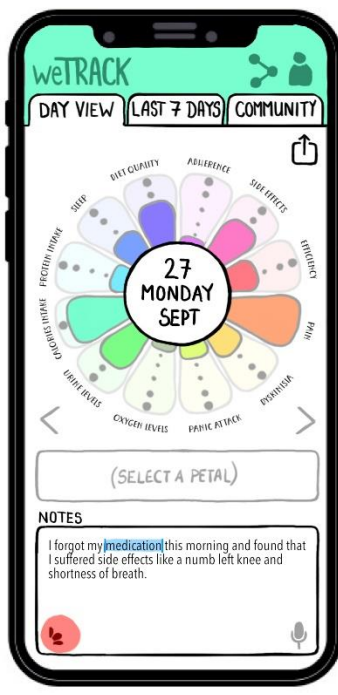 weTRACK
DAY VIEW
LAST 7 DAYS
COMMUNITY
DIET QUALITY
ADHERENCE
SLEEP
SIDE EFFECTS
PROTEIN INTAKE
EFFICIENCY
27
MONDAY
SEPT
CALORIES INTAKE
PAIN
URINE LEVELS
DYSKINISIA
OXYGEN LEVELS
PANIC ATTACK
(SELECT A PETAL)
NOTES
I forgot my medication this morning and found that
I suffered side effects like a numb left knee and
shortness of breath.